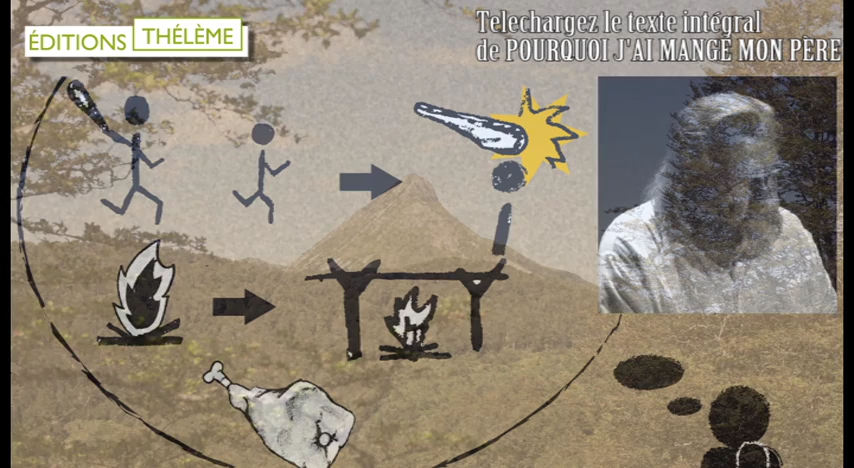 ÉDITIONS THÉLÈME
Telechargez le texte intégral
de POURQUOI J'AI MANGÉ MON PÈRE